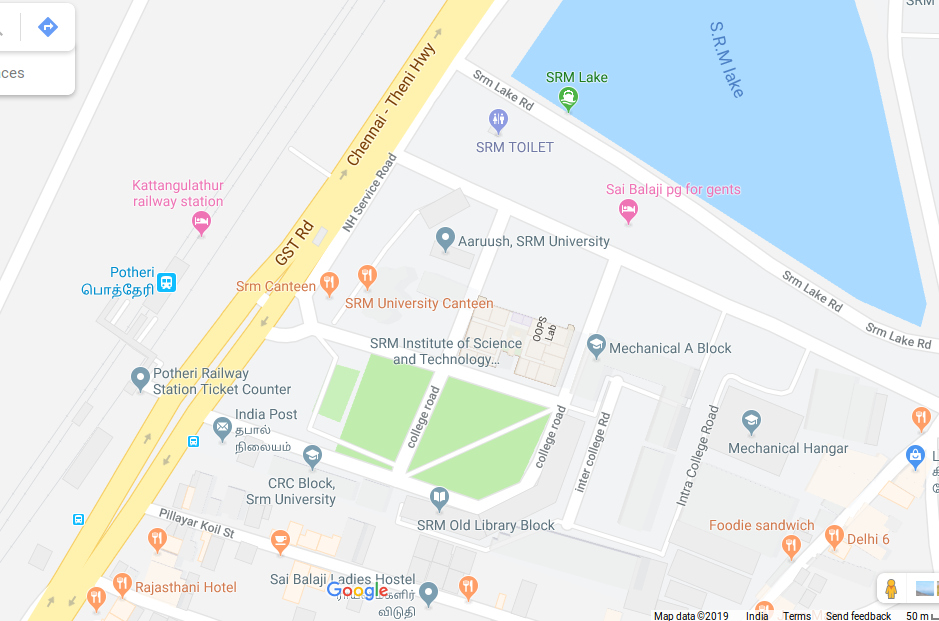 SRM
S.R.M lake
ces
Chennai - Theni Hwy
SRM Lake
Srm Lake Rd
SRM TOILET
NH Service Road
Kattangulathur
railway station
Sai Balaji pg for gents
GST Rd
Aaruush, SRM University
Potheri
பொத்தேரி
Srm Canteen
SRM University Canteen
Srm Lake Rd
Srm Lake Rd
OOPS
Lab
SRM Institute of Science
and Technology...
Mechanical A Block
Potheri Railway
Station Ticket Counter
India Post
தபால்
நிலையம்
college road
college road
inter college Rd
Intra College Road
Mechanical Hangar
CRC Block,
Srm University
SRM Old Library Block
Pillayar Koil St
Foodie sandwich
Delhi 6
Sai Balaji Ladies Hostel
விடுதி
Rajasthani Hotel
Google
Map data ©2019
India
Terms
Send feedback
50 m